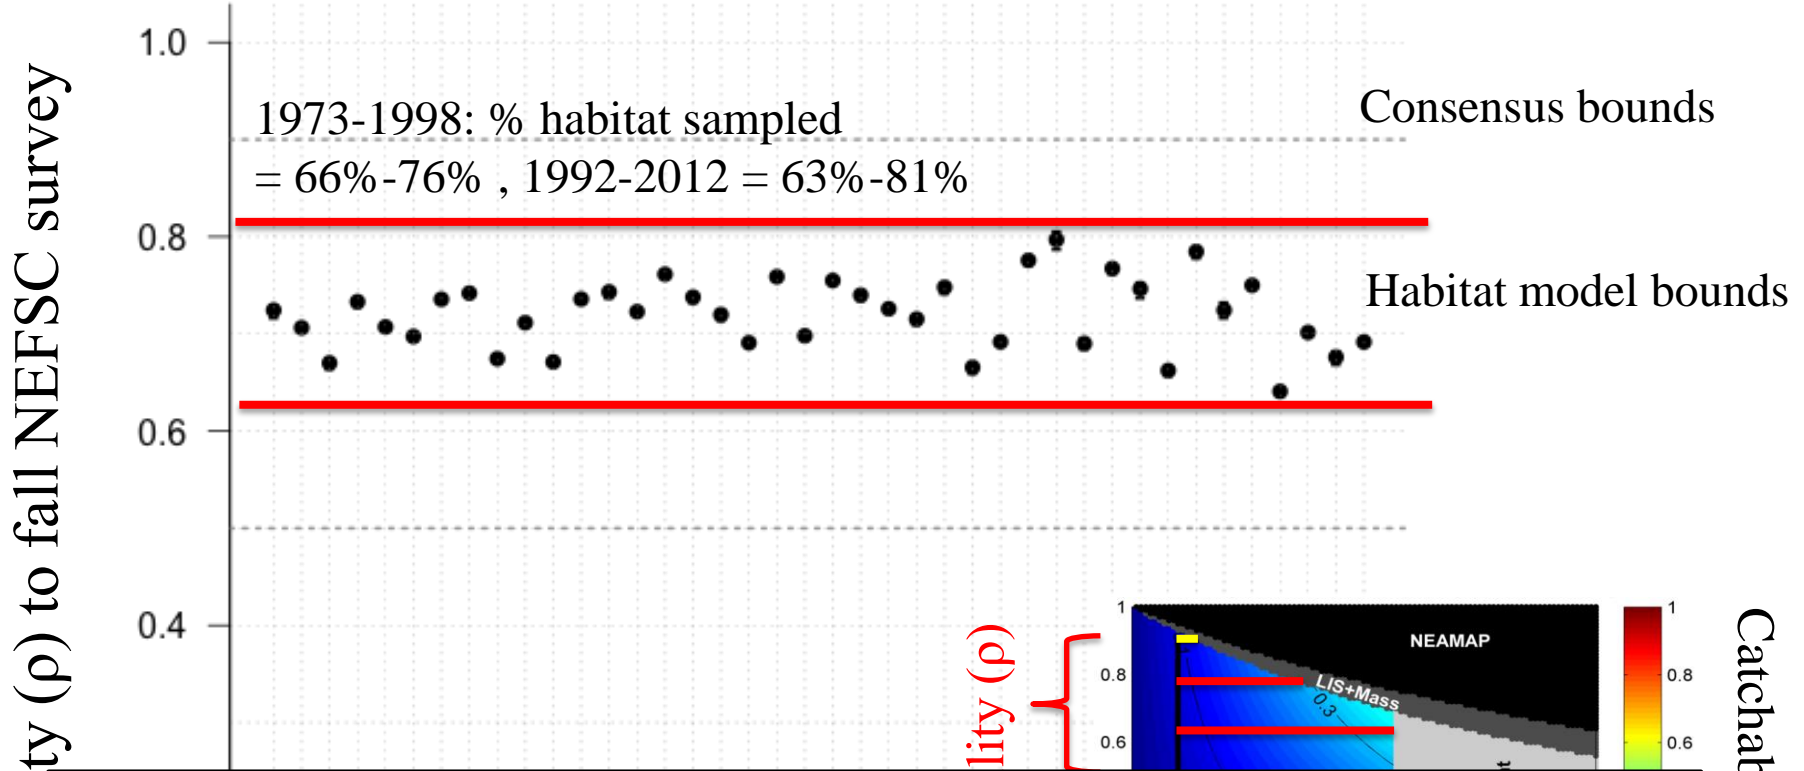 ty (ρ) to fall NEFSC survey
1.0
0.8
0.6
0.4
1973-1998: % habitat sampled
= 66%-76% , 1992-2012 = 63%-81%
Consensus bounds
Habitat model bounds
lity (ρ)
1
0.8
0.6
NEAMAP
LIS+Mass
0.3
1
0.8
0.6
Catchab